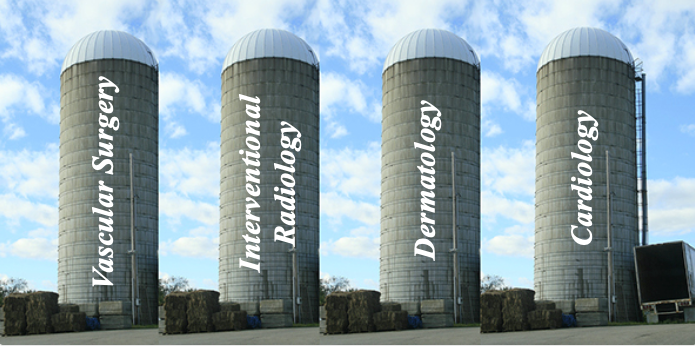 Vascular Surgery
Interventional
Radiology
Dermatology
Cardiology